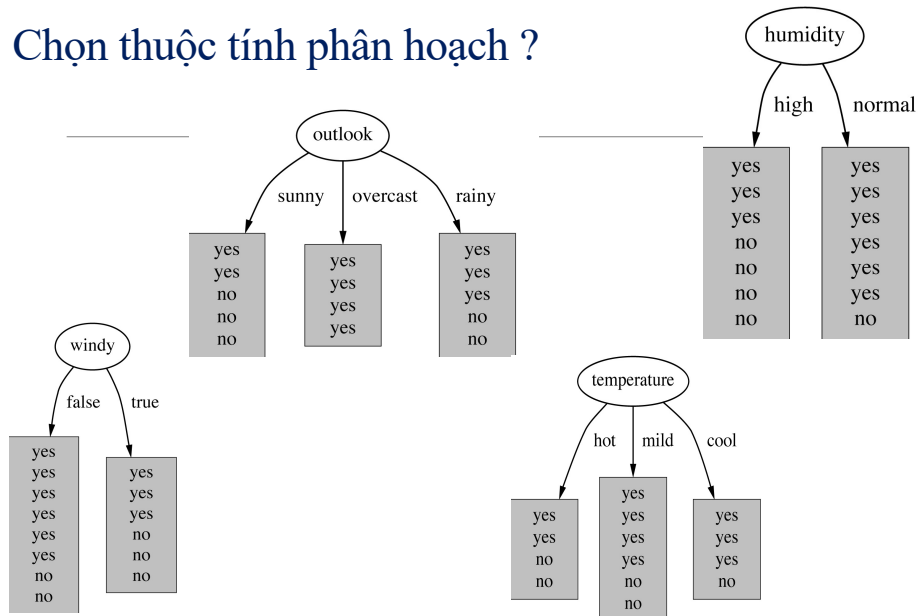 Chọn thuộc tính phân hoạch ?
humidity
high normal
yes
yes
yes
no
no
no
no
yes
yes
yes
yes
yes
yes
no
outlook
sunny overcast rainy
yes
yes
no
no
no
yes
yes
yes
yes
yes
yes
yes
no
no
windy
false true
yes
yes
yes
yes
yes
yes
no
no
yes
yes
yes
no
no
no
temperature
hot mild cool
yes
yes
no
no
yes
yes
yes
yes
no
no
yes
yes
yes
no